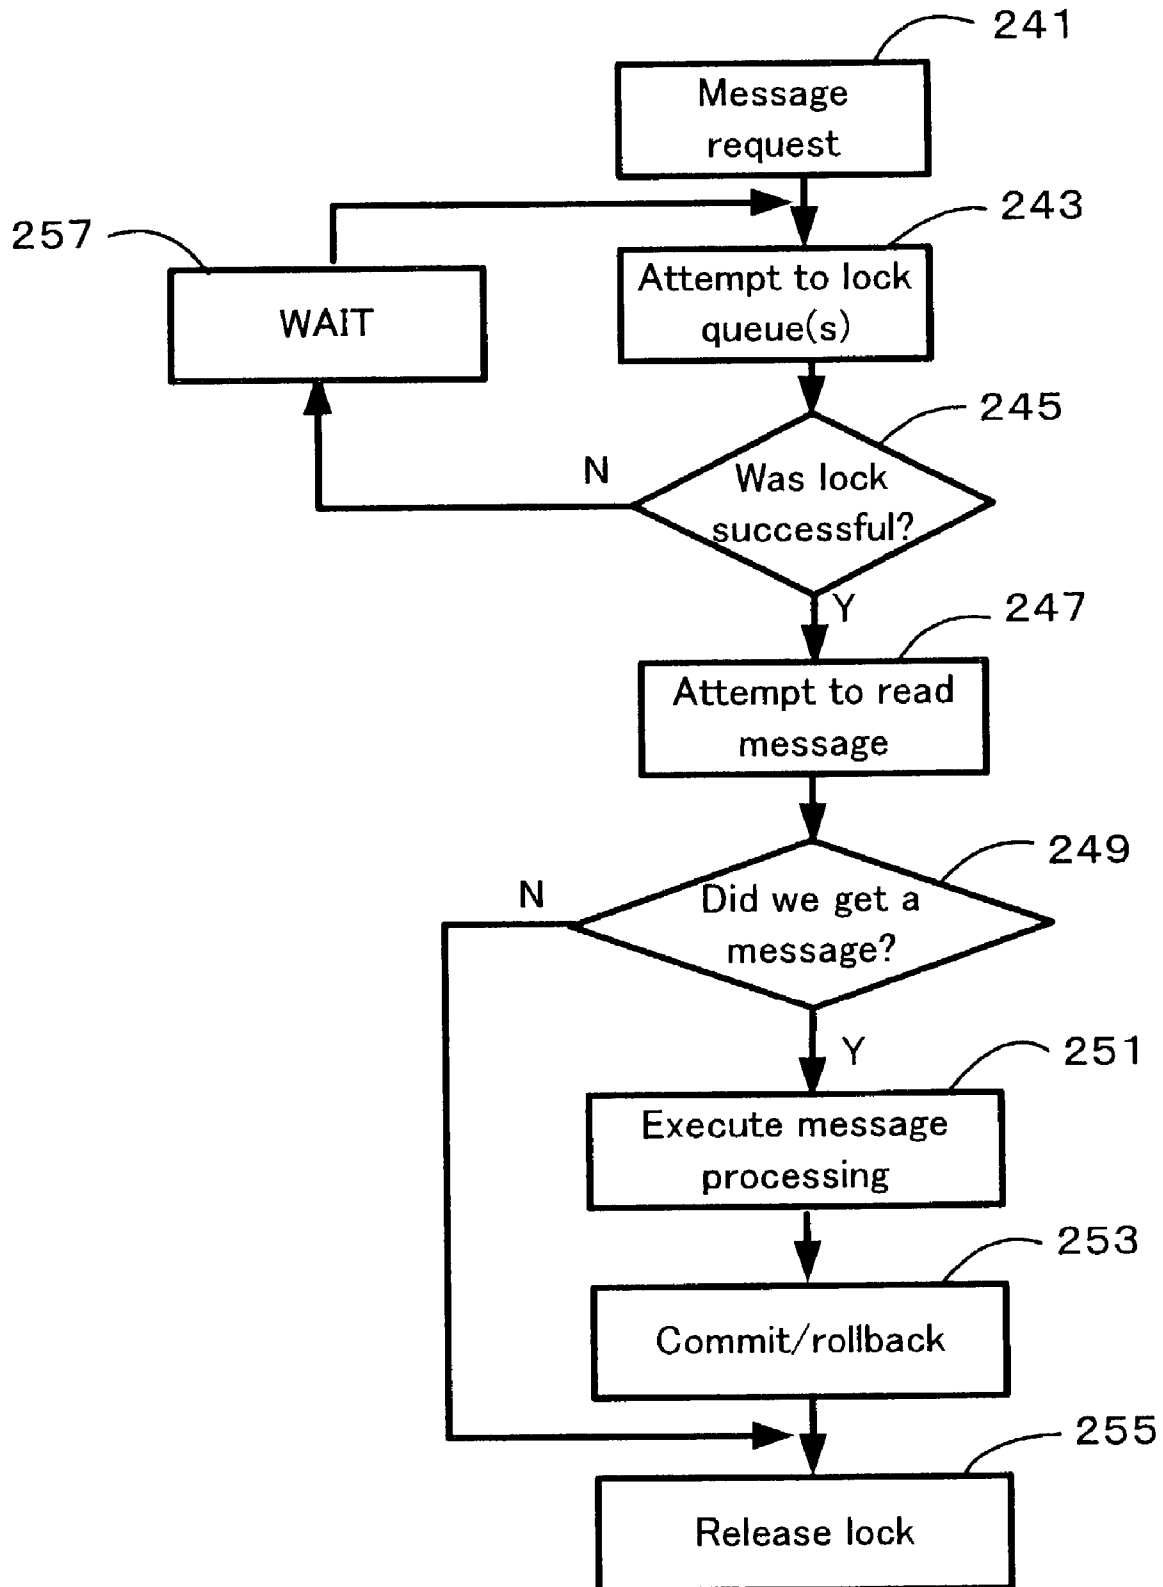 241
Message
request
243
257
Attempt to lock
queue(s)
WAIT
245
N
Was lock
successful?
Y
247
Attempt to read
message
249
N
Did we get a
message?
Y
251
Execute message
processing
253
Commit/rollback
255
Release lock